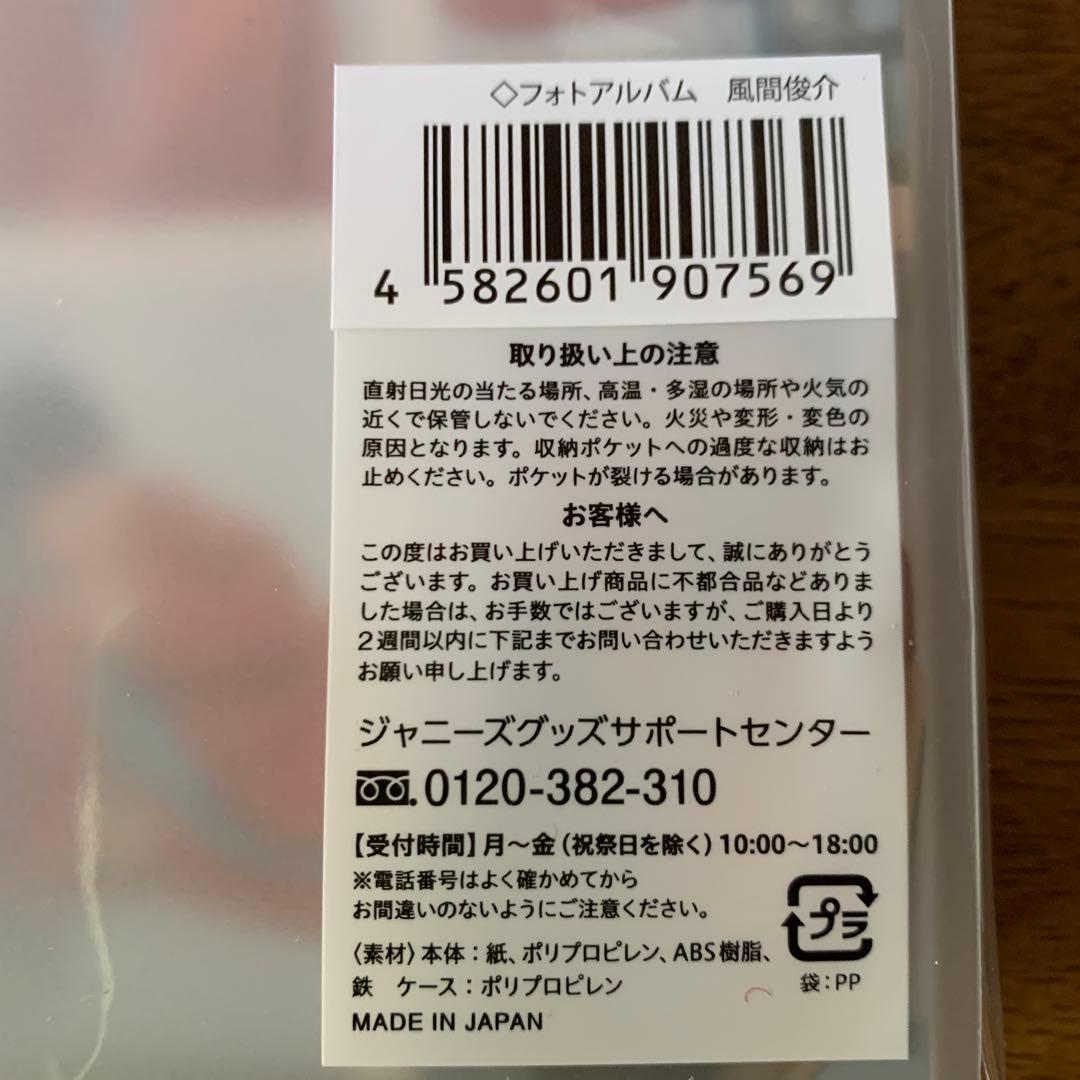 ◇フォトアルバム 風間俊介
4 582601 907569
取り扱い上の注意
直射日光の当たる場所、高温・多湿の場所や火気の
近くで保管しないでください。火災や変形・変色の
原因となります。収納ポケットへの過度な収納はお
止めください。ポケットが裂ける場合があります。
お客様へ
この度はお買い上げいただきまして、誠にありがとう
ございます。お買い上げ商品に不都合品などありま
した場合は、お手数ではございますが、ご購入日より
2週間以内に下記までお問い合わせいただきますよう
お願い申し上げます。
ジャニーズグッズサポートセンター
0120-382-310
【受付時間】月〜金（祝祭日を除く）10:00〜18:00
※電話番号はよく確かめてから
お間違いのないようにご注意ください。
プラ
〈素材〉本体：紙、ポリプロピレン、ABS樹脂、
鉄 ケース：ポリプロピレン
袋：PP
MADE IN JAPAN